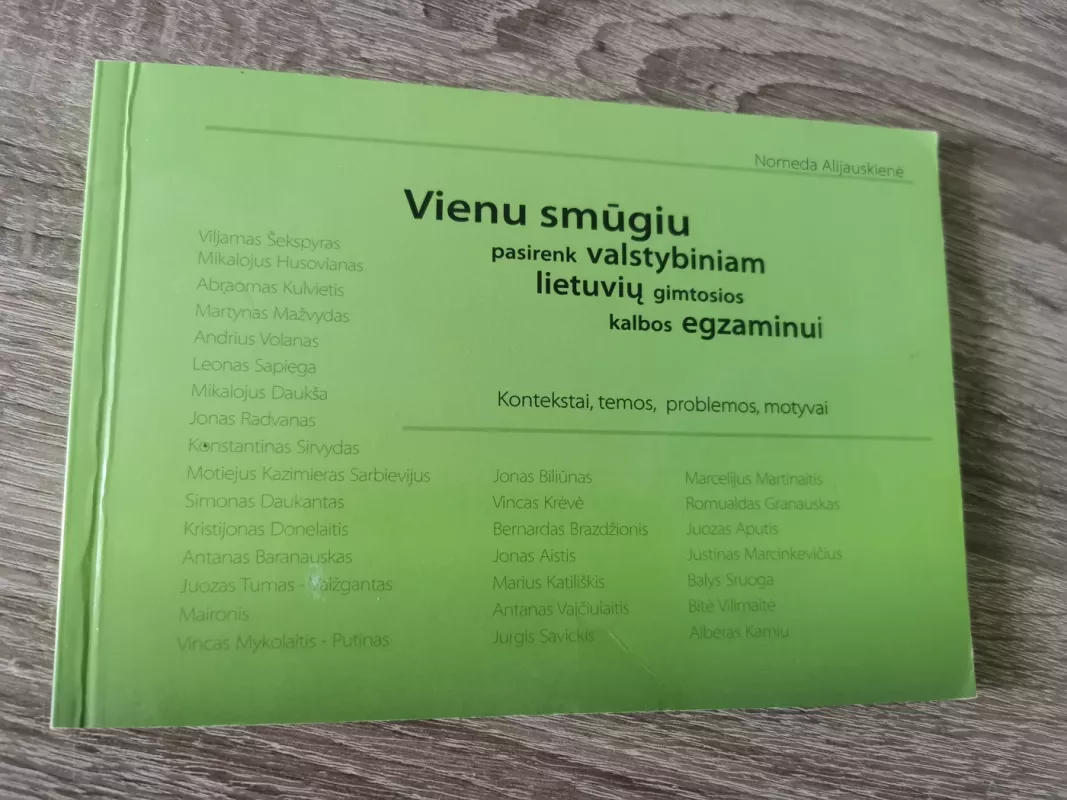 Nomeda Alijauskienė
Vienu smūgiu
pasirenk valstybiniam
lietuvių gimtosios
kalbos egzaminui
Kontekstai, temos, problemos, motyvai
Viljamas Šekspyras
Mikalojus Husovianas
Abraomas Kulvietis
Martynas Mažvydas
Andrius Volanas
Leonas Sapiega
Mikalojus Daukša
Jonas Radvanas
Konstantinas Sirvydas
Motiejus Kazimieras Sarbievijus
Simonas Daukantas
Kristijonas Donelaitis
Antanas Baranauskas
Juozas Tumas - Vaižgantas
Maironis
Vincas Mykolaitis - Putinas
Jonas Biliūnas
Vincas Krėvė
Bernardas Brazdžionis
Jonas Aistis
Marius Katiliškis
Antanas Vaičiulaitis
Jurgis Savickis
Marcelijus Martinaitis
Romualdas Granauskas
Juozas Aputis
Justinas Marcinkevičius
Balys Sruoga
Bitė Vilimaitė
Alberas Kamiu